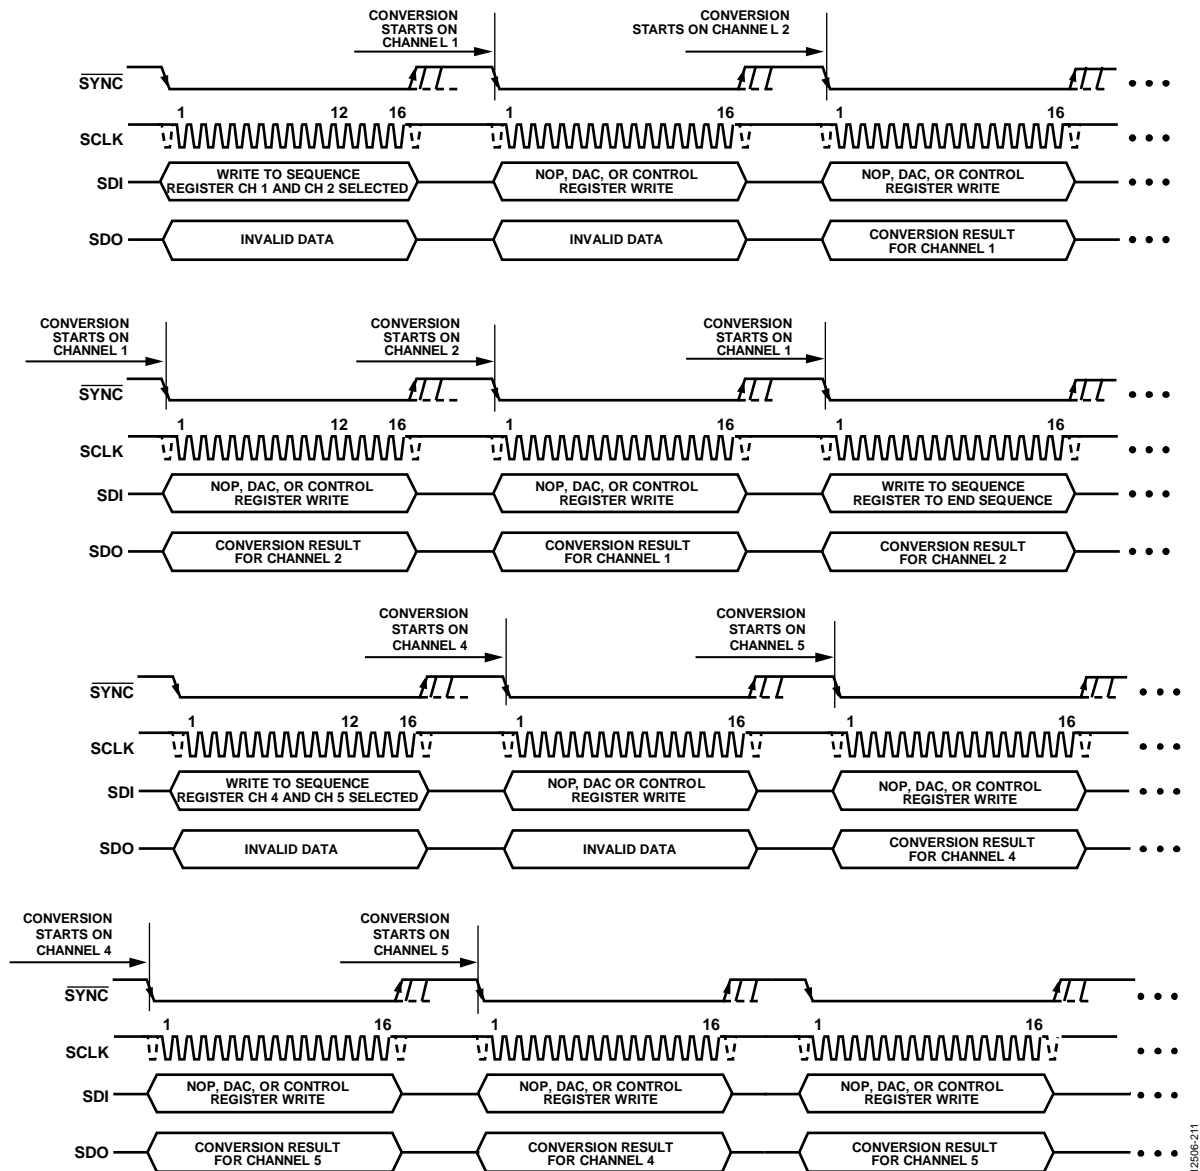 CONVERSION
STARTS ON
CHANNEL 1
CONVERSION
STARTS ON CHANNEL 2
SYNC
1 12 16 1 16 1 16
SCLK
SDI
WRITE TO SEQUENCE
REGISTER CH 1 AND CH 2 SELECTED
NOP, DAC, OR CONTROL
REGISTER WRITE
NOP, DAC, OR CONTROL
REGISTER WRITE
SDO
INVALID DATA
INVALID DATA
CONVERSION RESULT
FOR CHANNEL 1
CONVERSION
STARTS ON
CHANNEL 1
CONVERSION
STARTS ON
CHANNEL 2
CONVERSION
STARTS ON
CHANNEL 1
SYNC
1 12 16 1 16 1 16
SCLK
SDI
NOP, DAC, OR CONTROL
REGISTER WRITE
NOP, DAC, OR CONTROL
REGISTER WRITE
WRITE TO SEQUENCE
REGISTER TO END SEQUENCE
SDO
CONVERSION RESULT
FOR CHANNEL 2
CONVERSION RESULT
FOR CHANNEL 1
CONVERSION RESULT
FOR CHANNEL 2
CONVERSION
STARTS ON
CHANNEL 4
CONVERSION
STARTS ON
CHANNEL 5
SYNC
1 12 16 1 16 1 16
SCLK
SDI
WRITE TO SEQUENCE
REGISTER CH 4 AND CH 5 SELECTED
NOP, DAC OR CONTROL
REGISTER WRITE
NOP, DAC, OR CONTROL
REGISTER WRITE
SDO
INVALID DATA
INVALID DATA
CONVERSION RESULT
FOR CHANNEL 4
CONVERSION
STARTS ON
CHANNEL 4
CONVERSION
STARTS ON
CHANNEL 5
SYNC
1 16 1 16 1 16
SCLK
SDI
NOP, DAC, OR CONTROL
REGISTER WRITE
NOP, DAC, OR CONTROL
REGISTER WRITE
NOP, DAC, OR CONTROL
REGISTER WRITE
SDO
CONVERSION RESULT
FOR CHANNEL 5
CONVERSION RESULT
FOR CHANNEL 4
CONVERSION RESULT
FOR CHANNEL 5